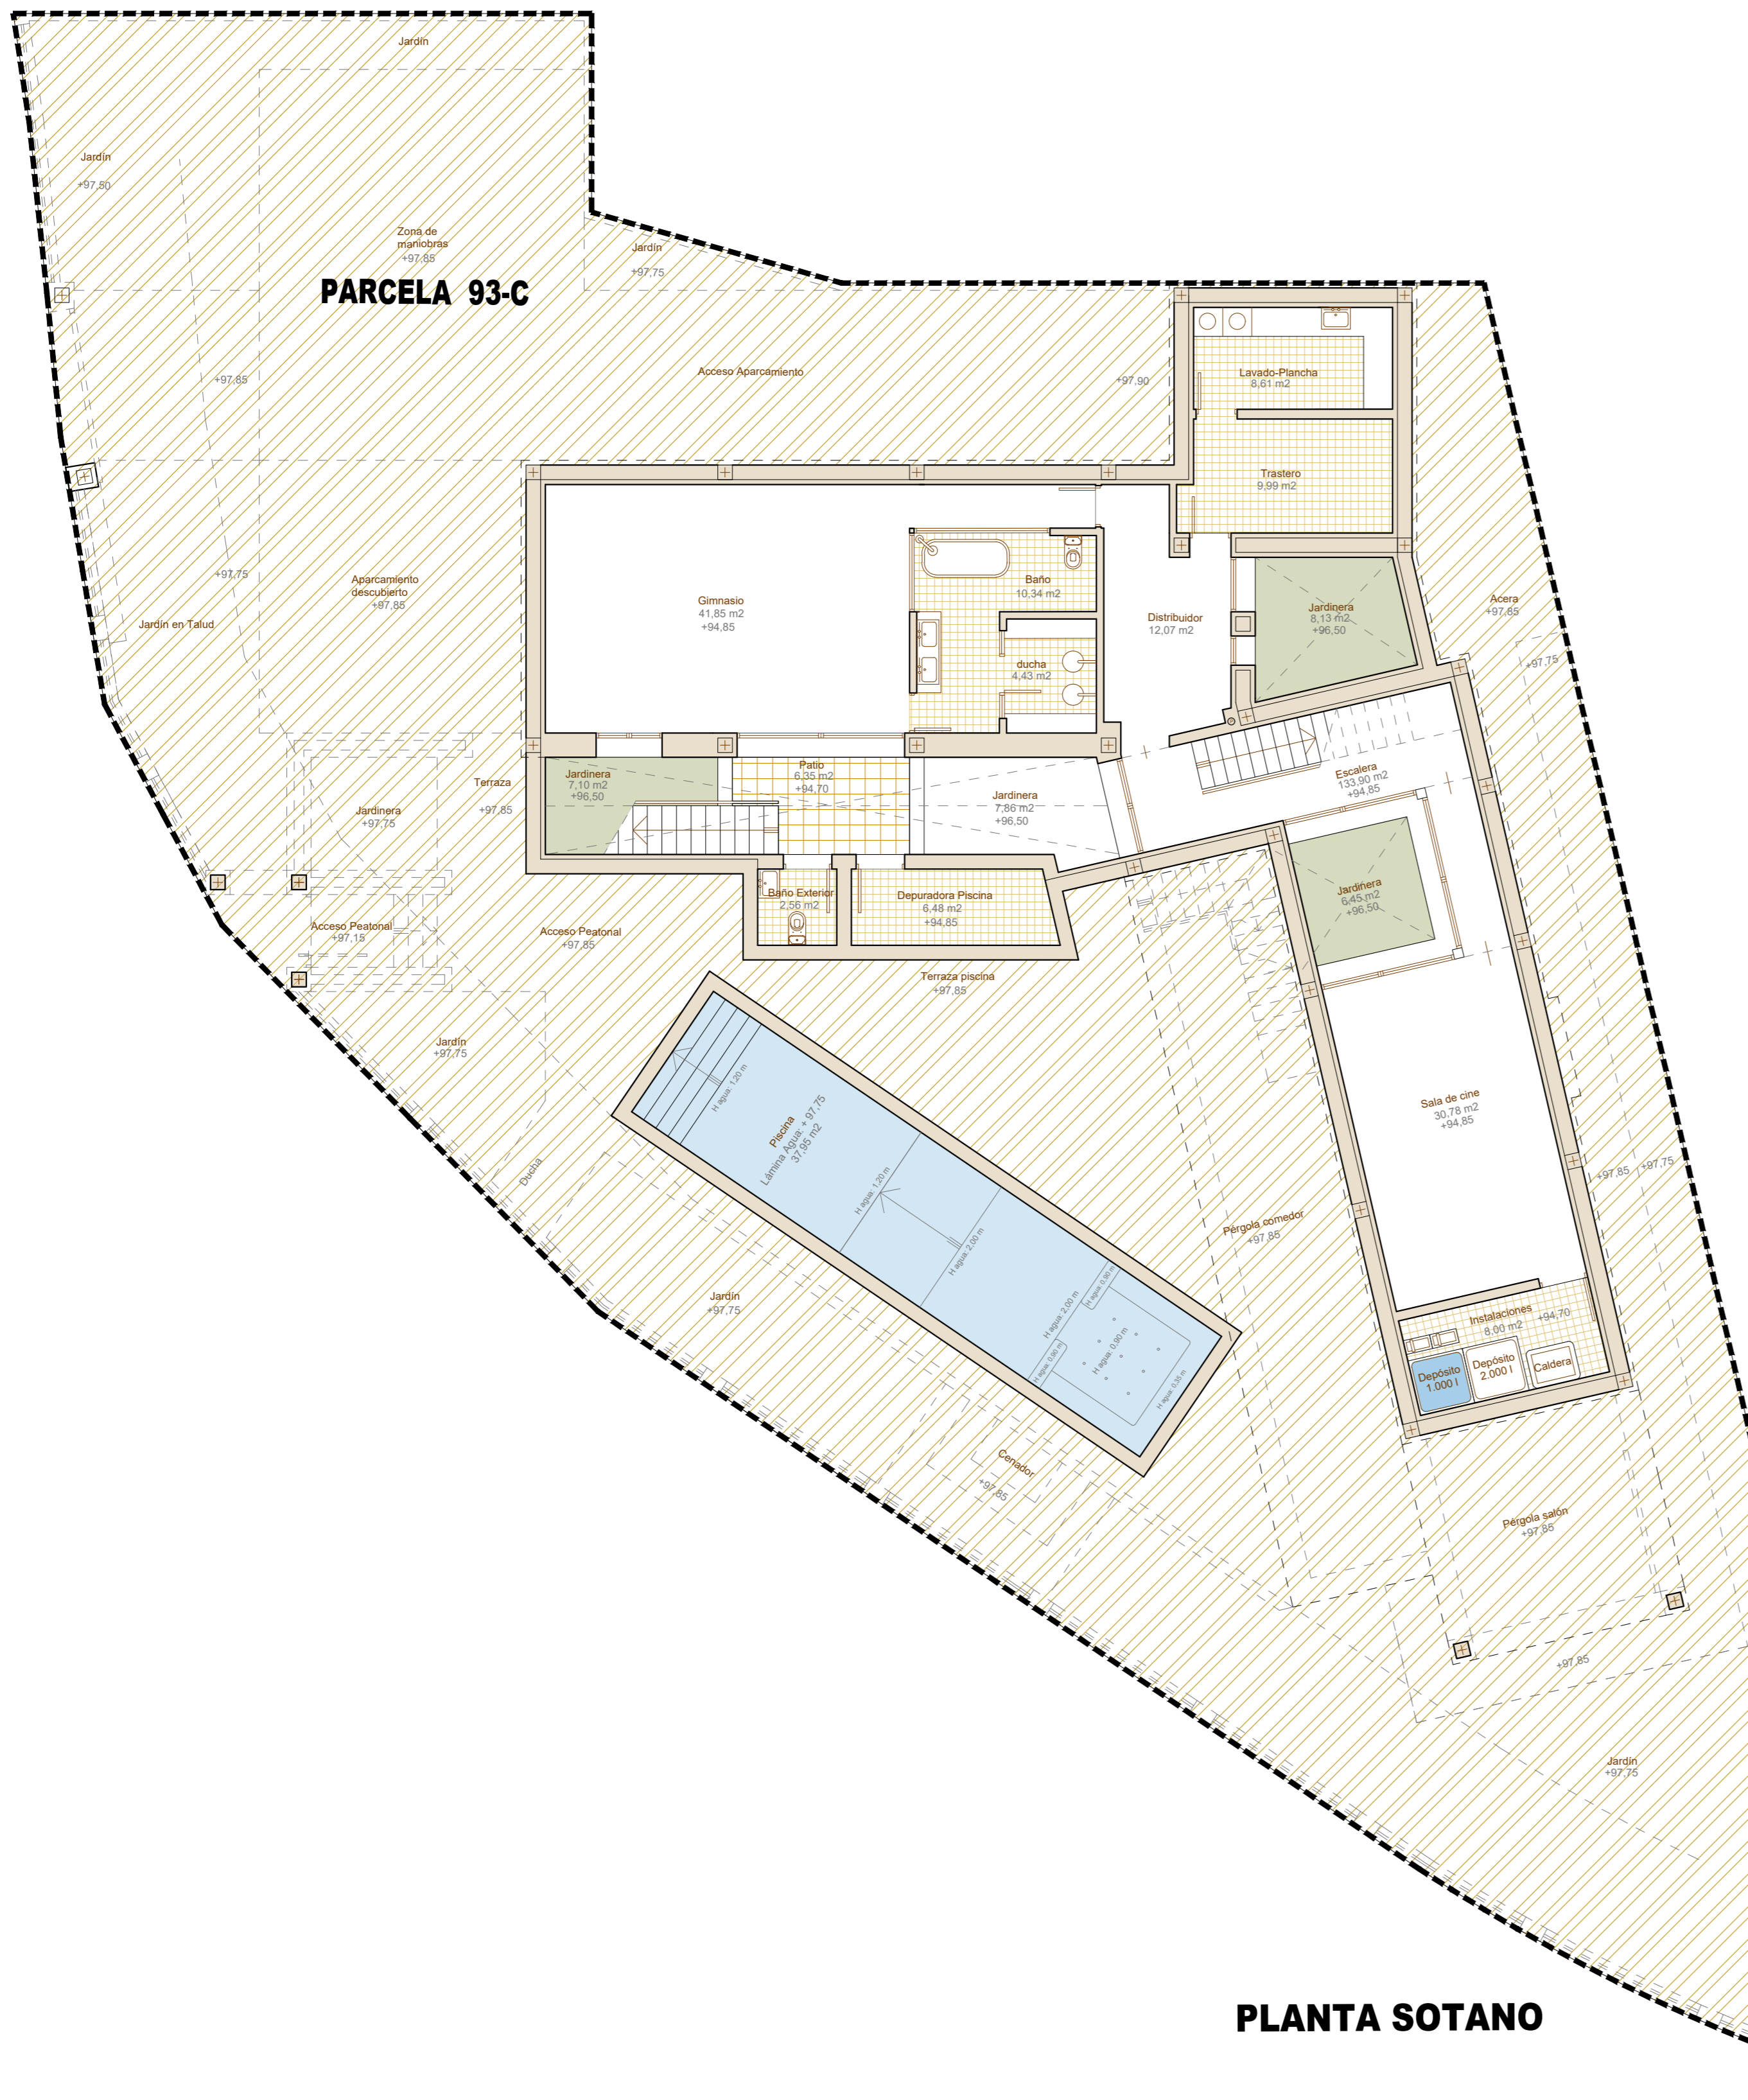 Jardín
Jardín
+97,50
Zona de
maniobras
+97,85
Jardín
+97,75
PARCELA 93-C
Acceso Aparcamiento
+97,90
+97,85
Lavado-Plancha
8,61 m2
Trastero
9,99 m2
+97,75
Aparcamiento
descubierto
+97,85
Jardín en Talud
Gimnasio
41,85 m2
+94,85
Baño
10,34 m2
ducha
4,43 m2
Distribuidor
12,07 m2
Jardinera
8,13 m2
+96,50
Acera
+97,85
+97,75
Terraza
+97,85
Jardinera
7,10 m2
+96,50
Patio
6,35 m2
+94,70
Jardinera
7,86 m2
+96,50
Escalera
133,90 m2
+94,85
Jardinera
+97,75
Jardinera
6,45 m2
+96,50
Baño Exterior
2,56 m2
Depuradora Piscina
6,48 m2
+94,85
Acceso Peatonal
+97,15
Acceso Peatonal
+97,85
Terraza piscina
+97,85
Jardín
+97,75
H agua: 1,20 m
Piscina
Lámina Agua: + 97,75
37,95 m2
H agua: 1,20 m
H agua: 2,00 m
Ducha
Sala de cine
30,78 m2
+94,85
+97,85
+97,75
Pérgola comedor
+97,85
Jardín
+97,75
H agua: 2,00 m
H agua: 0,90 m
H agua: 0,90 m
H agua: 0,90 m
H agua: 0,35 m
Instalaciones
8,00 m2
+94,70
Depósito
1.000 l
Depósito
2.000 l
Caldera
Cenador
+97,85
Pérgola salón
+97,85
+97,85
Jardín
+97,75
PLANTA SOTANO